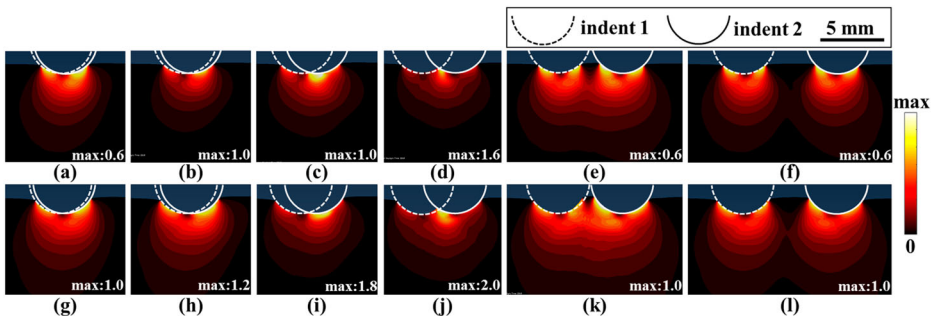 indent 1 indent 2 5 mm
max:0.6 max:1.0 max:1.0 max:1.6 max:0.6 max:0.6
(a) (b) (c) (d) (e) (f)
max
0
max:1.0 max:1.2 max:1.8 max:2.0 max:1.0 max:1.0
(g) (h) (i) (j) (k) (l)